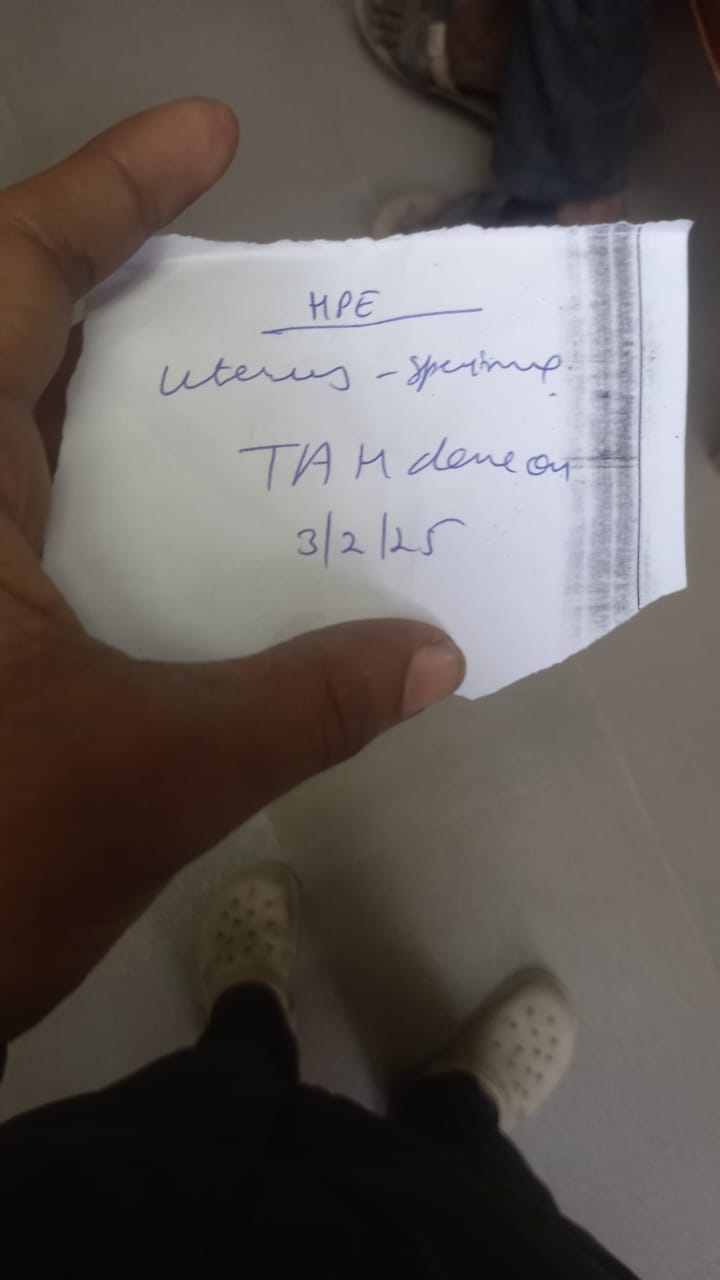 HPE
Uterus - specimen
TAH done on
3/2/25